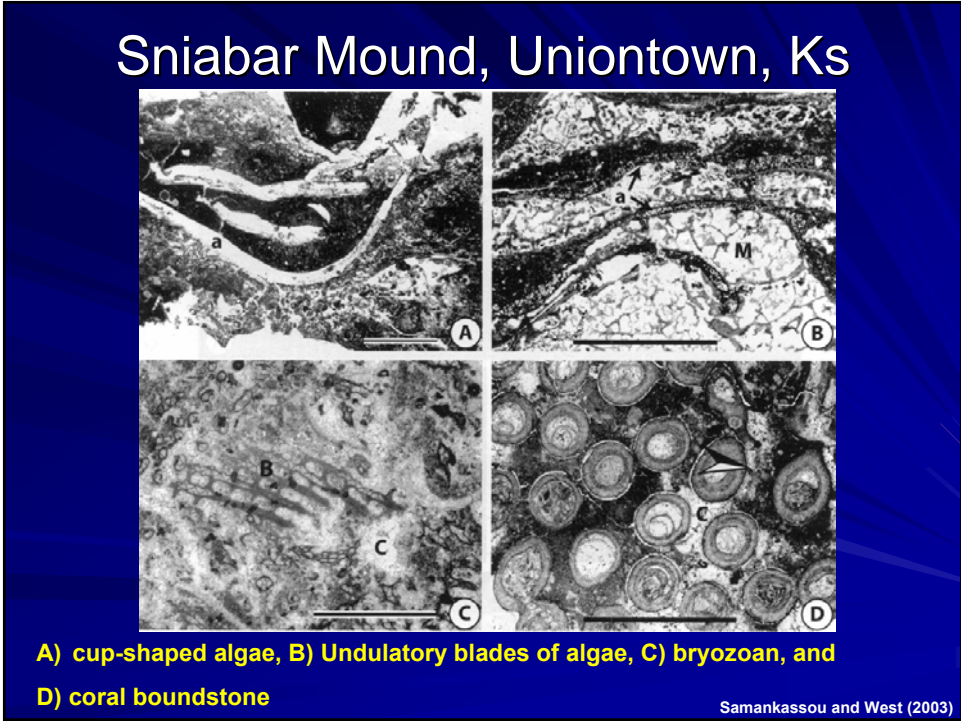 Sniabar Mound, Uniontown, Ks
a
A
a
M
B
B
C
C
C
D
A) cup-shaped algae, B) Undulatory blades of algae, C) bryozoan, and
D) coral boundstone
Samankassou and West (2003)